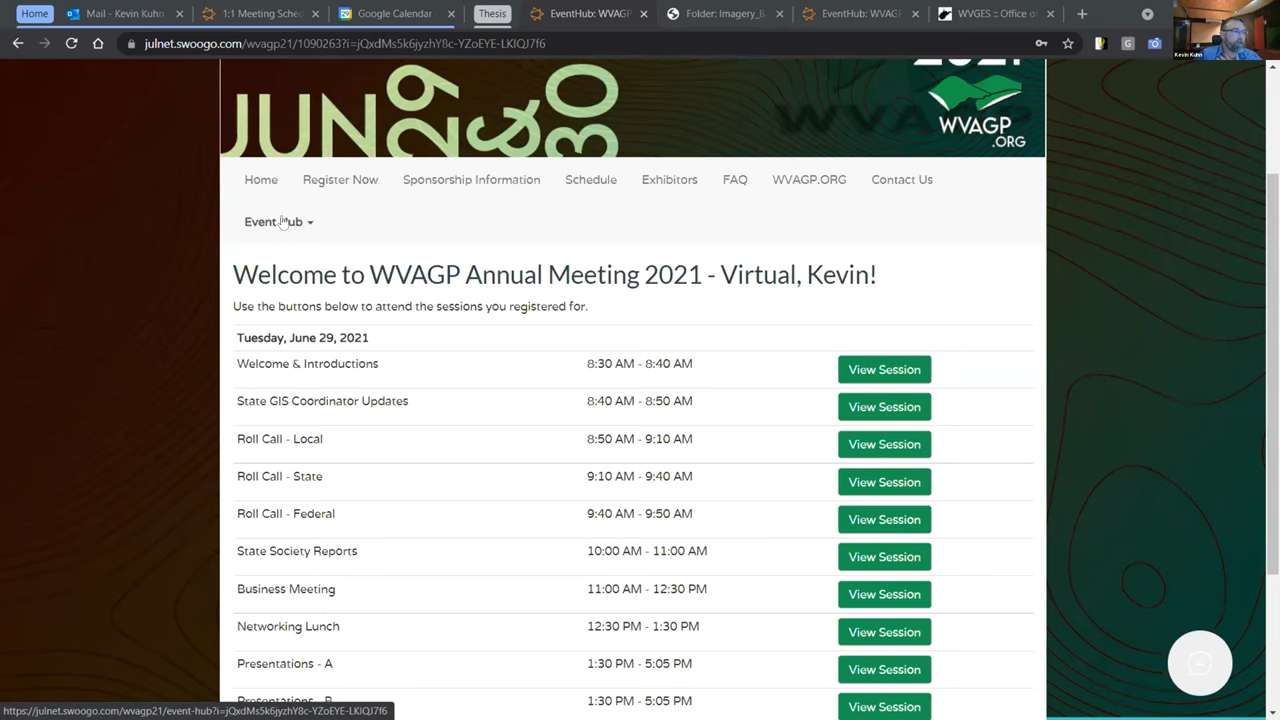 Home
Mail - Kevin Kuhn
1:1 Meeting Sched
Google Calendar
Thesis
EventHub: WVAGP
Folder: Imagery_B
EventHub: WVAGP
WVGES :: Office o
julnet.swoogo.com/wvagp21/1090263?i=jQxdMs5k6jyzhY8c-YZoEYE-LKIQJ7f6
Kevin Kuhn
JUN 29 & 30
2021
WVAGP
.ORG
Home Register Now Sponsorship Information Schedule Exhibitors FAQ WVAGP.ORG Contact Us
Event Hub
Welcome to WVAGP Annual Meeting 2021 - Virtual, Kevin!
Use the buttons below to attend the sessions you registered for.
Tuesday, June 29, 2021
Welcome & Introductions 8:30 AM - 8:40 AM View Session
State GIS Coordinator Updates 8:40 AM - 8:50 AM View Session
Roll Call - Local 8:50 AM - 9:10 AM View Session
Roll Call - State 9:10 AM - 9:40 AM View Session
Roll Call - Federal 9:40 AM - 9:50 AM View Session
State Society Reports 10:00 AM - 11:00 AM View Session
Business Meeting 11:00 AM - 12:30 PM View Session
Networking Lunch 12:30 PM - 1:30 PM View Session
Presentations - A 1:30 PM - 5:05 PM View Session
Presentations - B 1:30 PM - 5:05 PM View Session
https://julnet.swoogo.com/wvagp21/event-hub?i=jQxdMs5k6jyzhY8c-YZoEYE-LKIQJ7f6